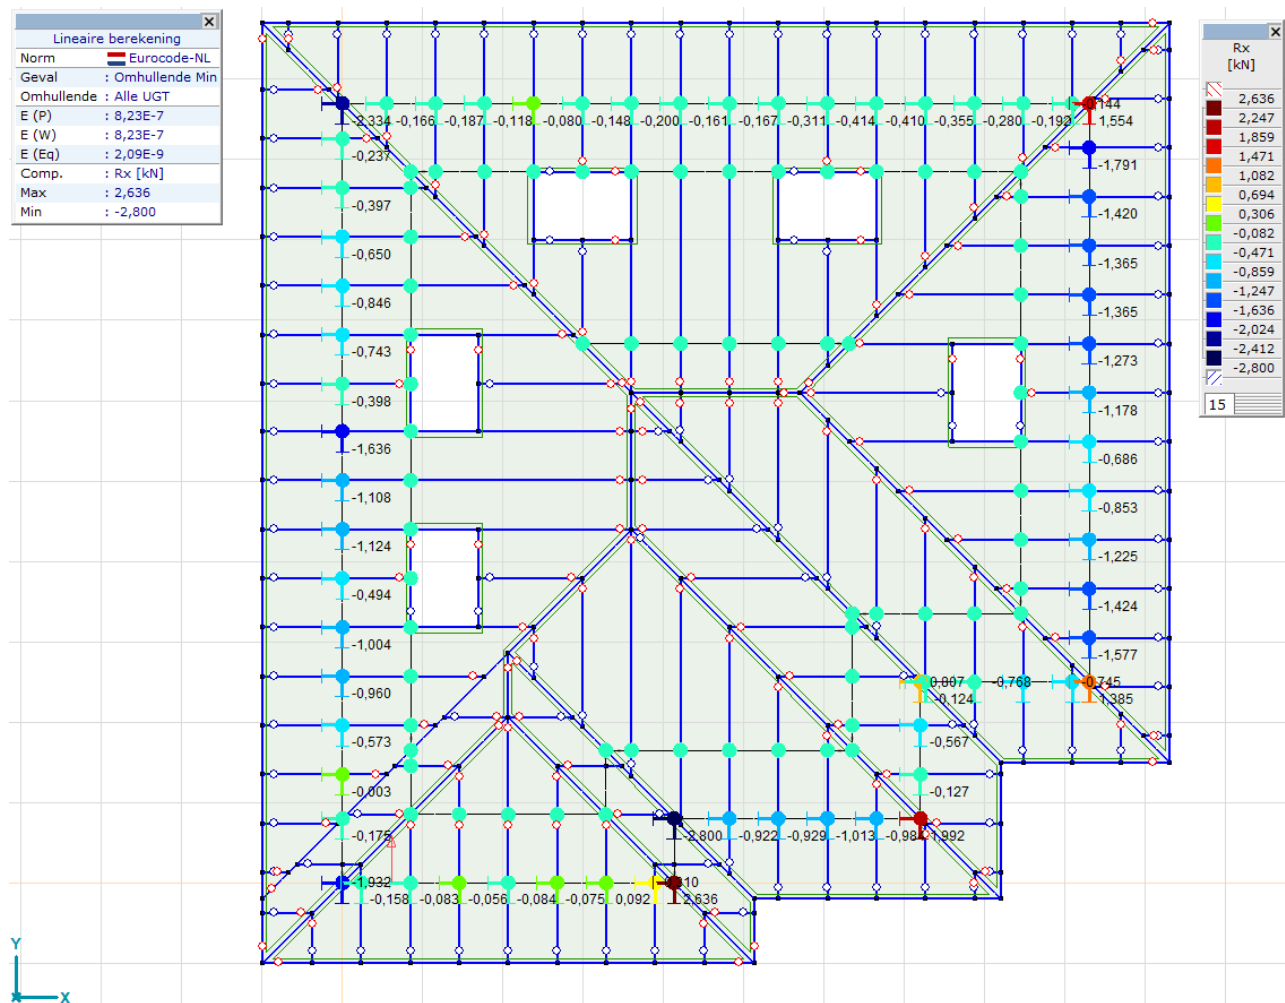 Lineaire berekening
Norm Eurocode-NL
Geval : Omhullende Min
Omhullende : Alle UGT
E (P) : 8,23E-7
E (W) : 8,23E-7
E (Eq) : 2,09E-9
Comp. : Rx [kN]
Max : 2,636
Min : -2,800
Rx
[kN]
2,636
2,247
1,859
1,471
1,082
0,694
0,306
-0,082
-0,471
-0,859
-1,247
-1,636
-2,024
-2,412
-2,800
15
-0,144
-2,334 -0,166 -0,187 -0,118 -0,080 -0,148 -0,200 -0,161 -0,167 -0,311 -0,414 -0,410 -0,355 -0,280 -0,192 1,554
-0,237
-1,791
-0,397
-1,420
-0,650
-1,365
-0,846
-1,365
-0,743
-1,273
-0,398
-1,178
-1,636
-0,686
-1,108
-0,853
-1,124
-1,225
-0,494
-1,424
-1,004
-1,577
-0,960
0,807 -0,768 -0,745
-0,124 1,385
-0,573
-0,567
-0,003
-0,127
-0,175
-2,800 -0,922 -0,929 -1,013 -0,984 1,992
-1,932
-0,158 -0,083 -0,056 -0,084 -0,075 0,092 2,636
Y
X